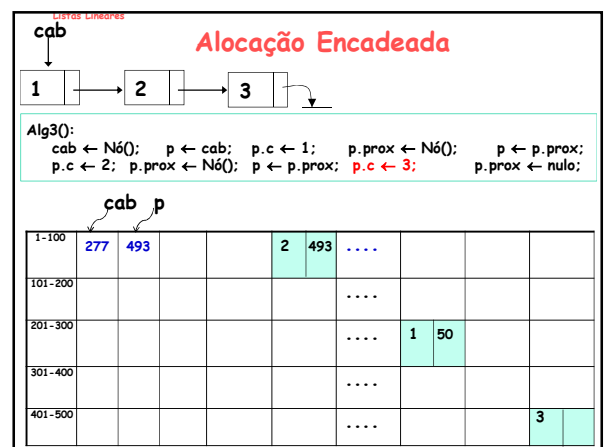 Listas Lineares
cab
Alocação Encadeada
1 2 3
Alg3():
cab ← Nó(); p ← cab; p.c ← 1; p.prox ← Nó(); p ← p.prox;
p.c ← 2; p.prox ← Nó(); p ← p.prox; p.c ← 3; p.prox ← nulo;
cab p
1-100 277 493 2 493 ....
101-200 ....
201-300 .... 1 50
301-400 ....
401-500 .... 3